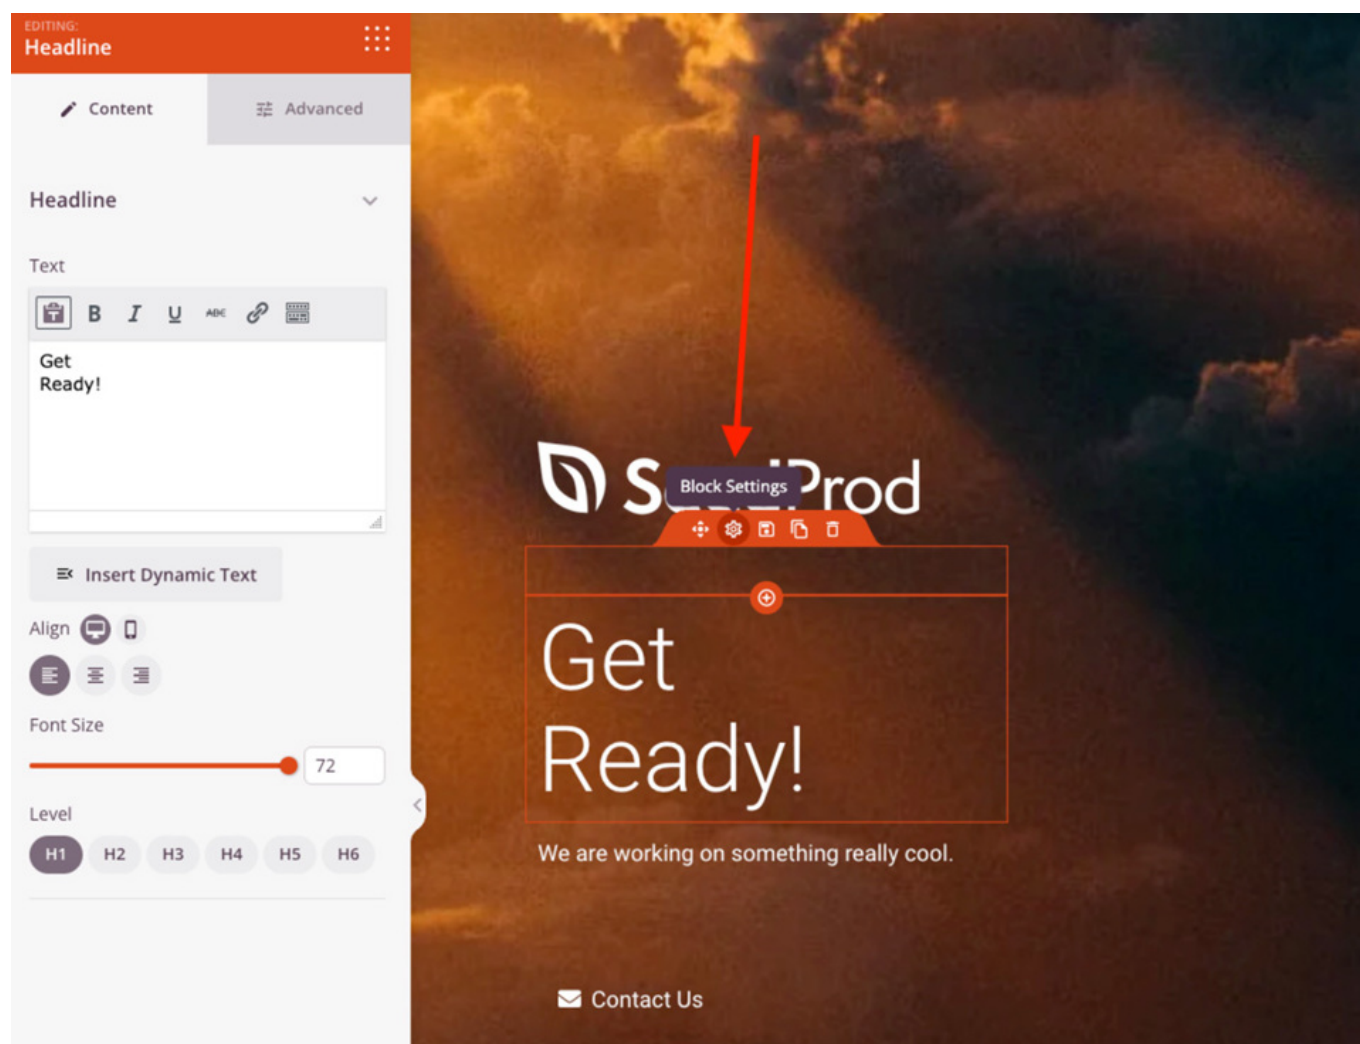 EDITING:
Headline
Content
Advanced
Headline
Text
B I U ABC
Get
Ready!
Insert Dynamic Text
Align
Font Size
72
Level
H1 H2 H3 H4 H5 H6
Block Settings
Get
Ready!
We are working on something really cool.
Contact Us